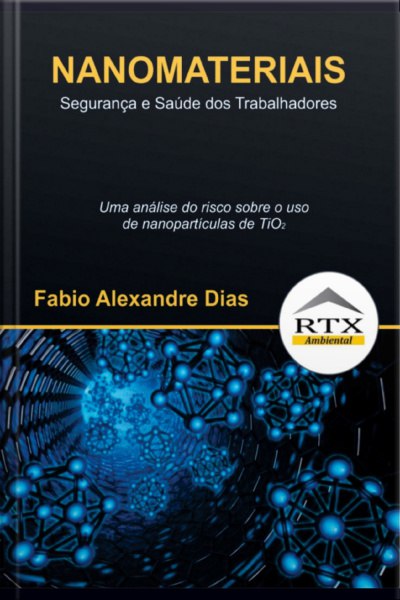 NANOMATERIAIS
Segurança e Saúde dos Trabalhadores
Uma análise do risco sobre o uso
de nanopartículas de TiO₂
Fabio Alexandre Dias
RTX
Ambiental